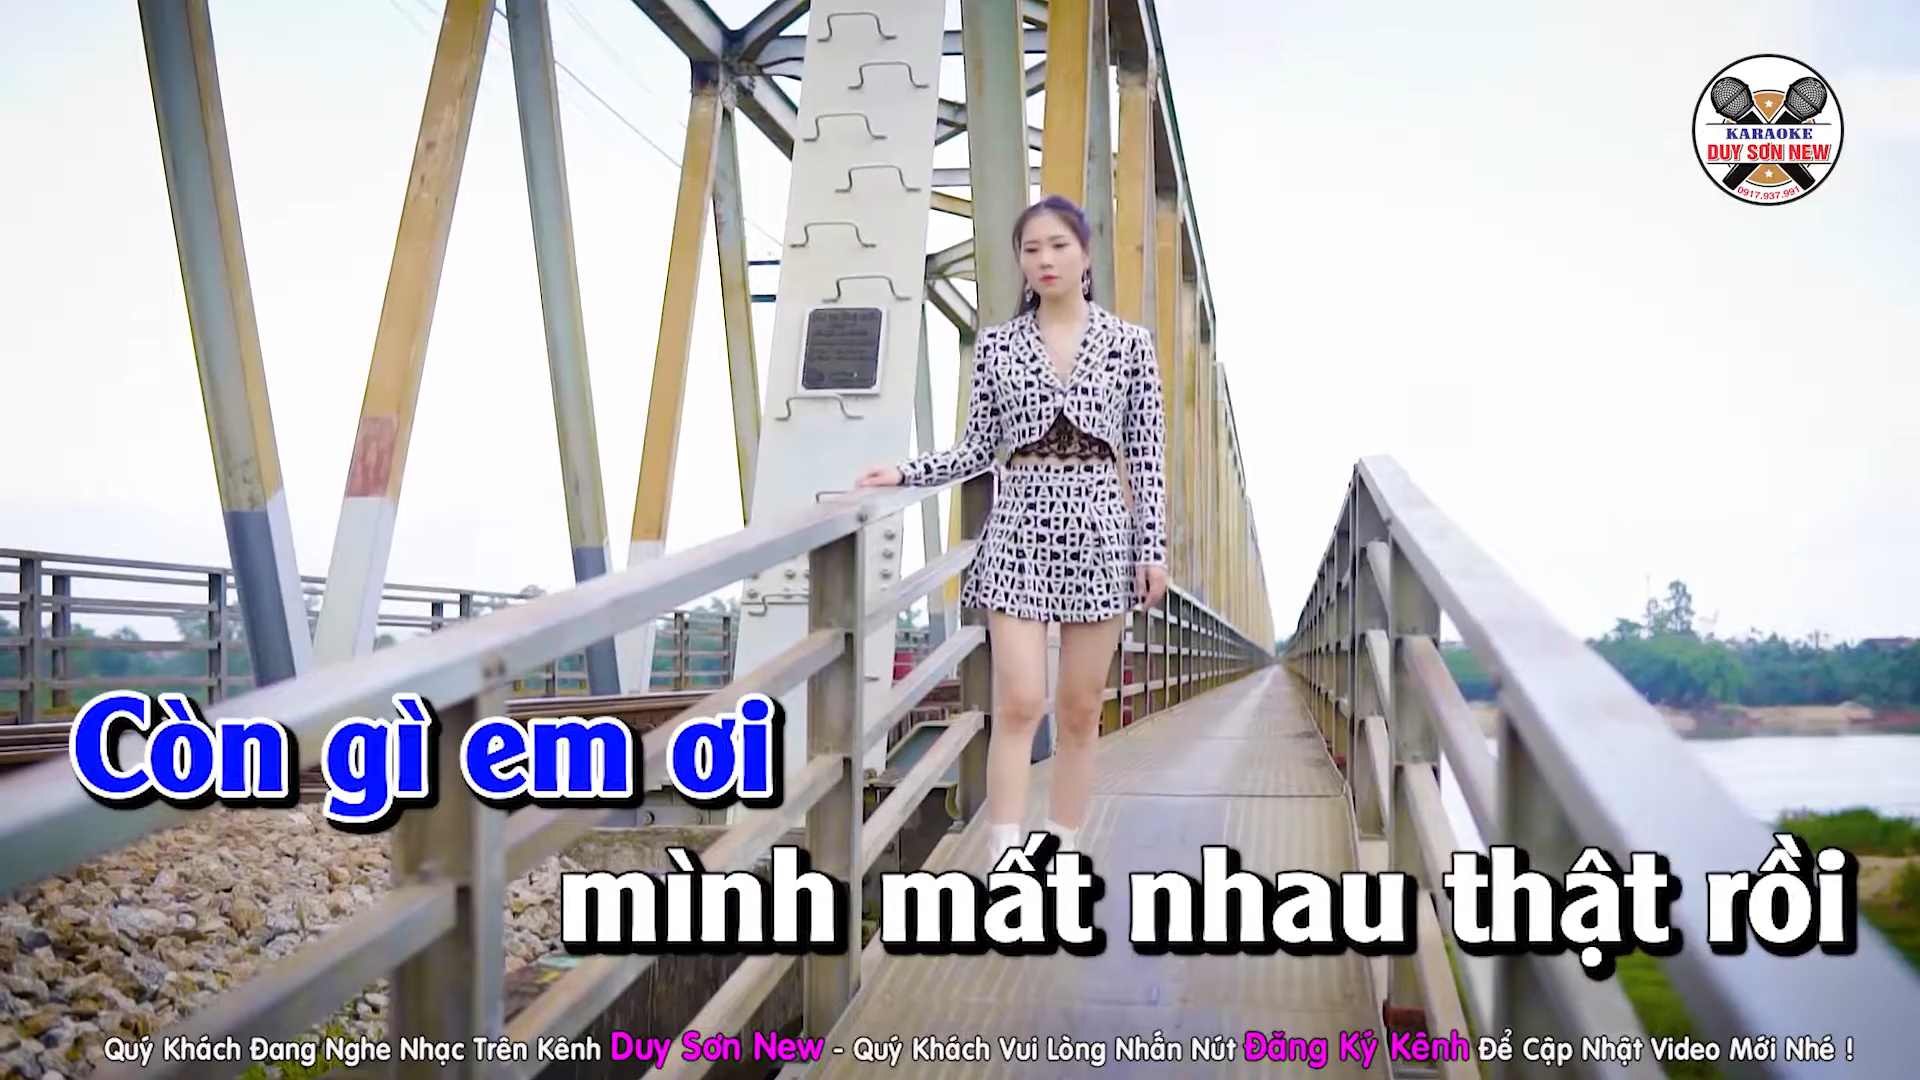 KARAOKE
DUY SƠN NEW
0917.937.991
Còn gì em ơi
mình mất nhau thật rồi
Quý Khách Đang Nghe Nhạc Trên Kênh Duy Sơn New - Quý Khách Vui Lòng Nhấn Nút Đăng Ký Kênh Để Cập Nhật Video Mới Nhé !